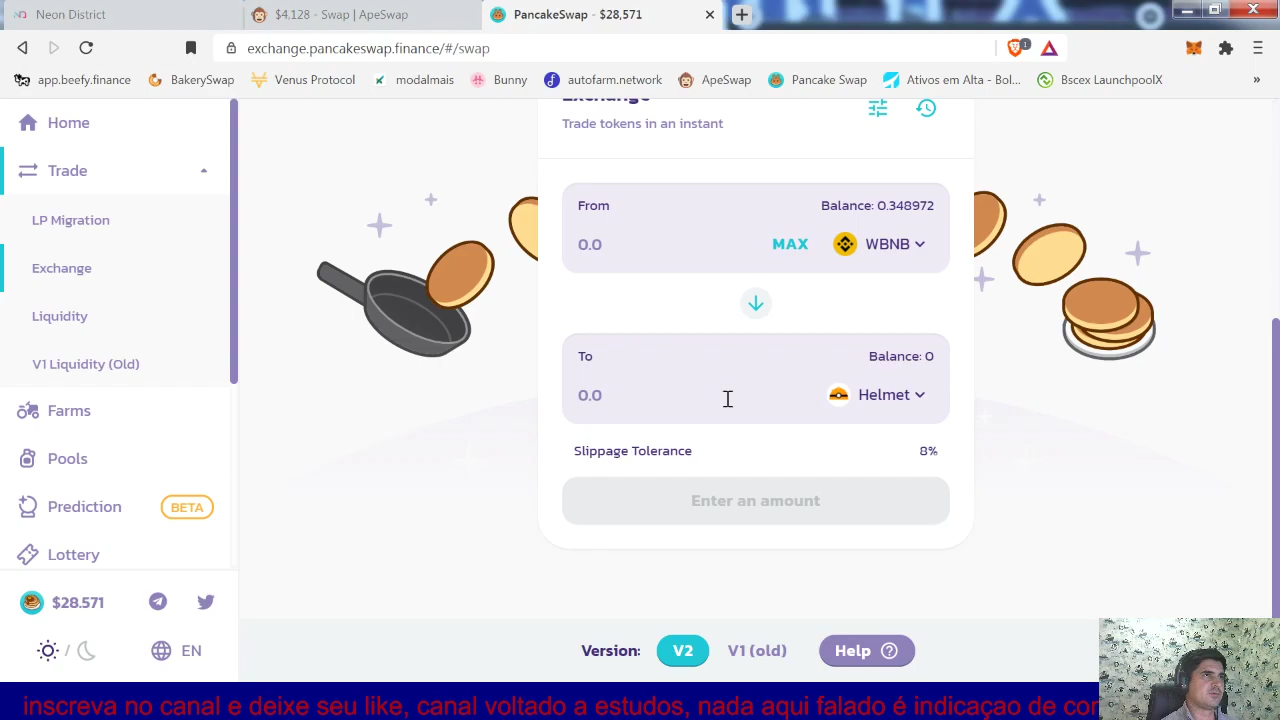 Neon District
$4,128 - Swap | ApeSwap
PancakeSwap - $28,571
exchange.pancakeswap.finance/#/swap
1
app.beefy.finance
BakerySwap
Venus Protocol
modalmais
Bunny
autofarm.network
ApeSwap
Pancake Swap
Ativos em Alta - Bol...
Bscex LaunchpoolX
»
Home
Trade
LP Migration
Exchange
Liquidity
V1 Liquidity (Old)
Farms
Pools
Prediction
BETA
Lottery
$28.571
/
EN
Exchange
Trade tokens in an instant
From
Balance: 0.348972
0.0
MAX
WBNB
To
Balance: 0
0.0
Helmet
Slippage Tolerance
8%
Enter an amount
Version:
V2
V1 (old)
Help
inscreva no canal e deixe seu like, canal voltado a estudos, nada aqui falado é indicaçao de con